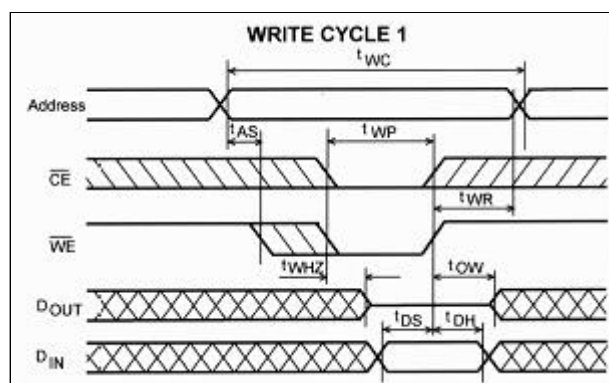 WRITE CYCLE 1
tWC
Address
tAS
tWP
CE
tWR
WE
tWHZ
tOW
DOUT
tDS
tDH
DIN